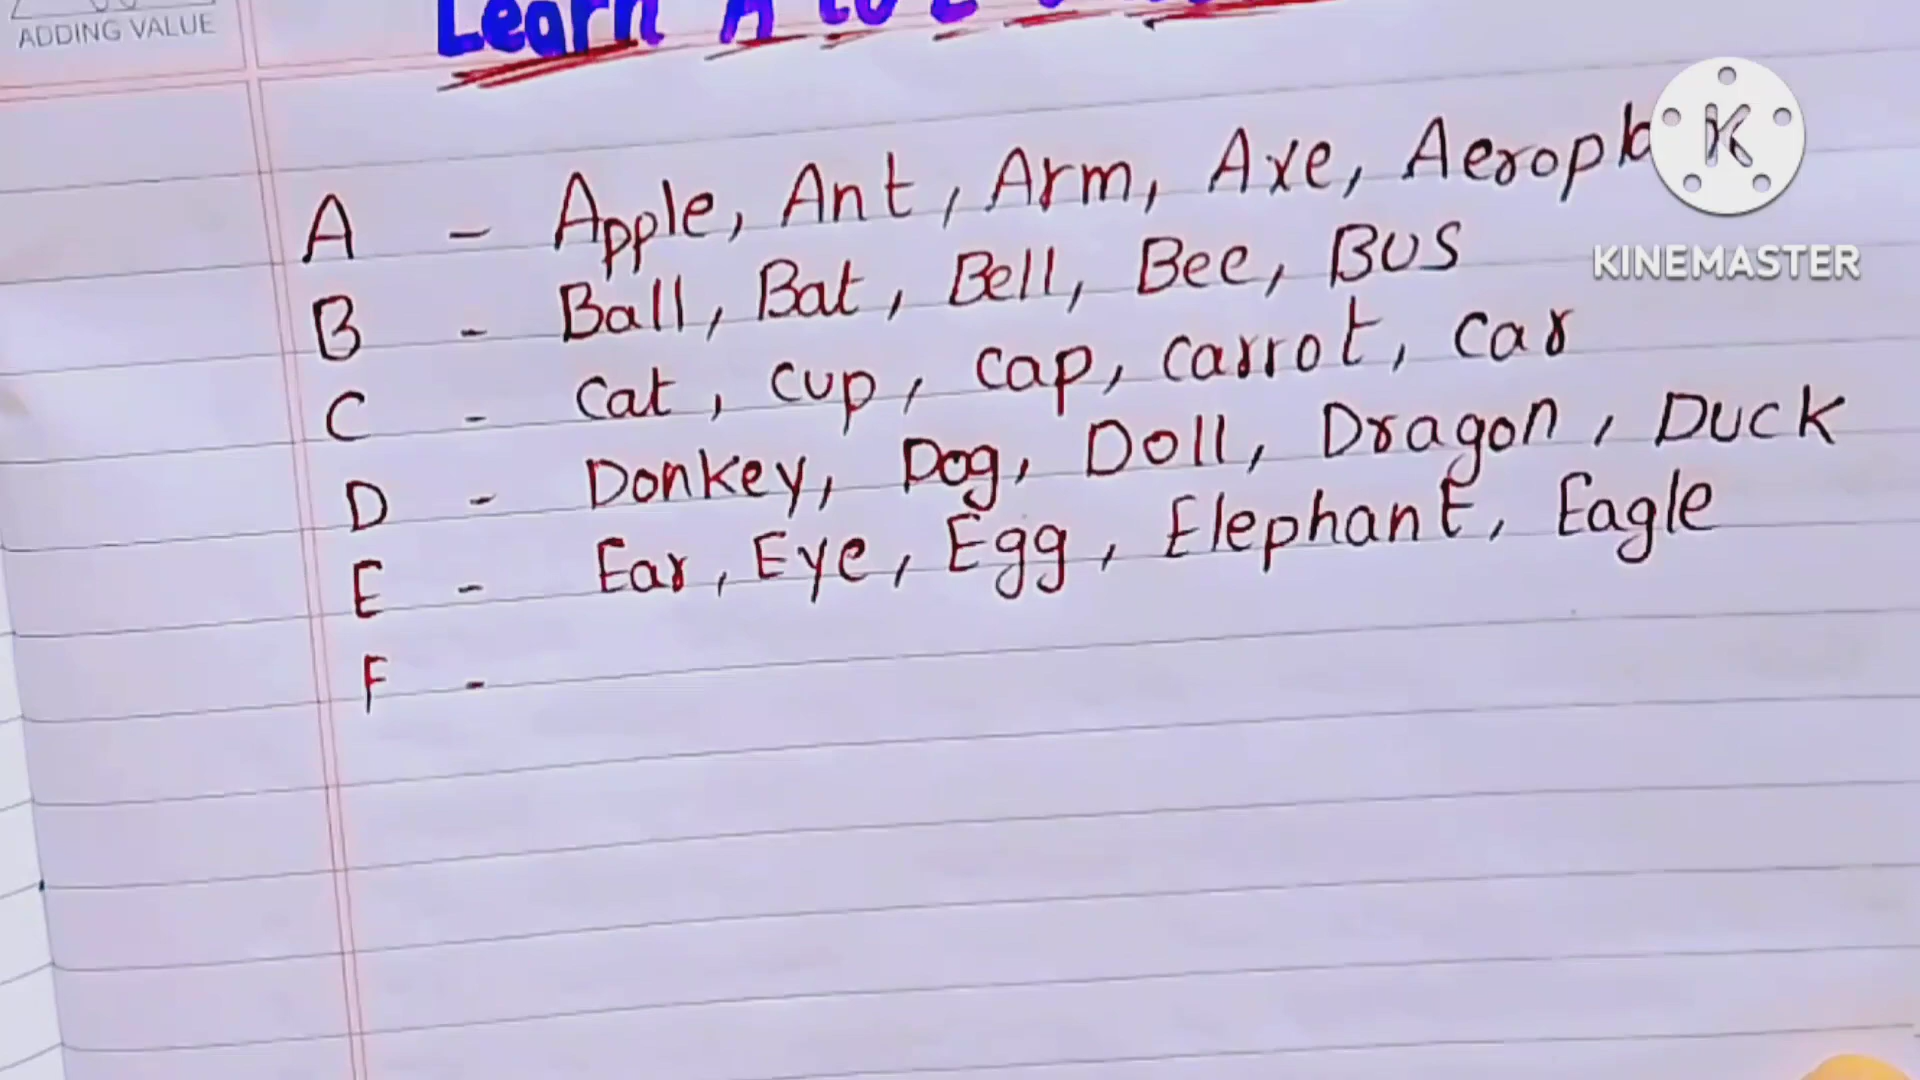 ADDING VALUE
Learn A to
A - Apple, Ant, Arm, Axe,
B - Ball, Bat, Bell, Bee, BUS
C - cat, cup, cap, carrot, car
D - Donkey, Dog, Doll, Dragon, Duck
E - Ear, Eye, Egg, Elephant, Eagle
F -
K
KINEMASTER